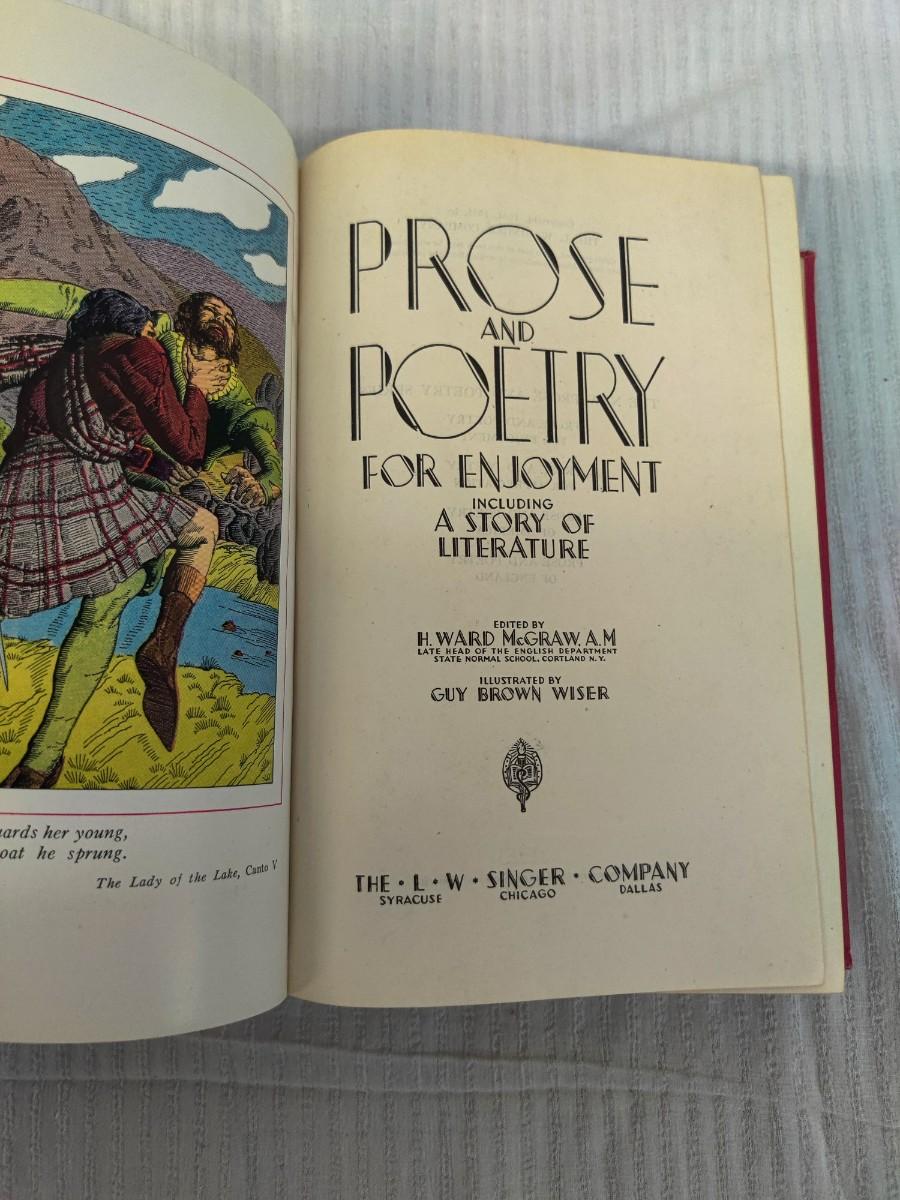 uards her young,
oat he sprung.
The Lady of the Lake, Canto V
PROSE
AND
POETRY
FOR ENJOYMENT
INCLUDING
A STORY OF
LITERATURE
EDITED BY
H. WARD McGRAW, A.M
LATE HEAD OF THE ENGLISH DEPARTMENT
STATE NORMAL SCHOOL, CORTLAND N.Y.
ILLUSTRATED BY
GUY BROWN WISER
THE · L · W · SINGER · COMPANY
SYRACUSE CHICAGO DALLAS